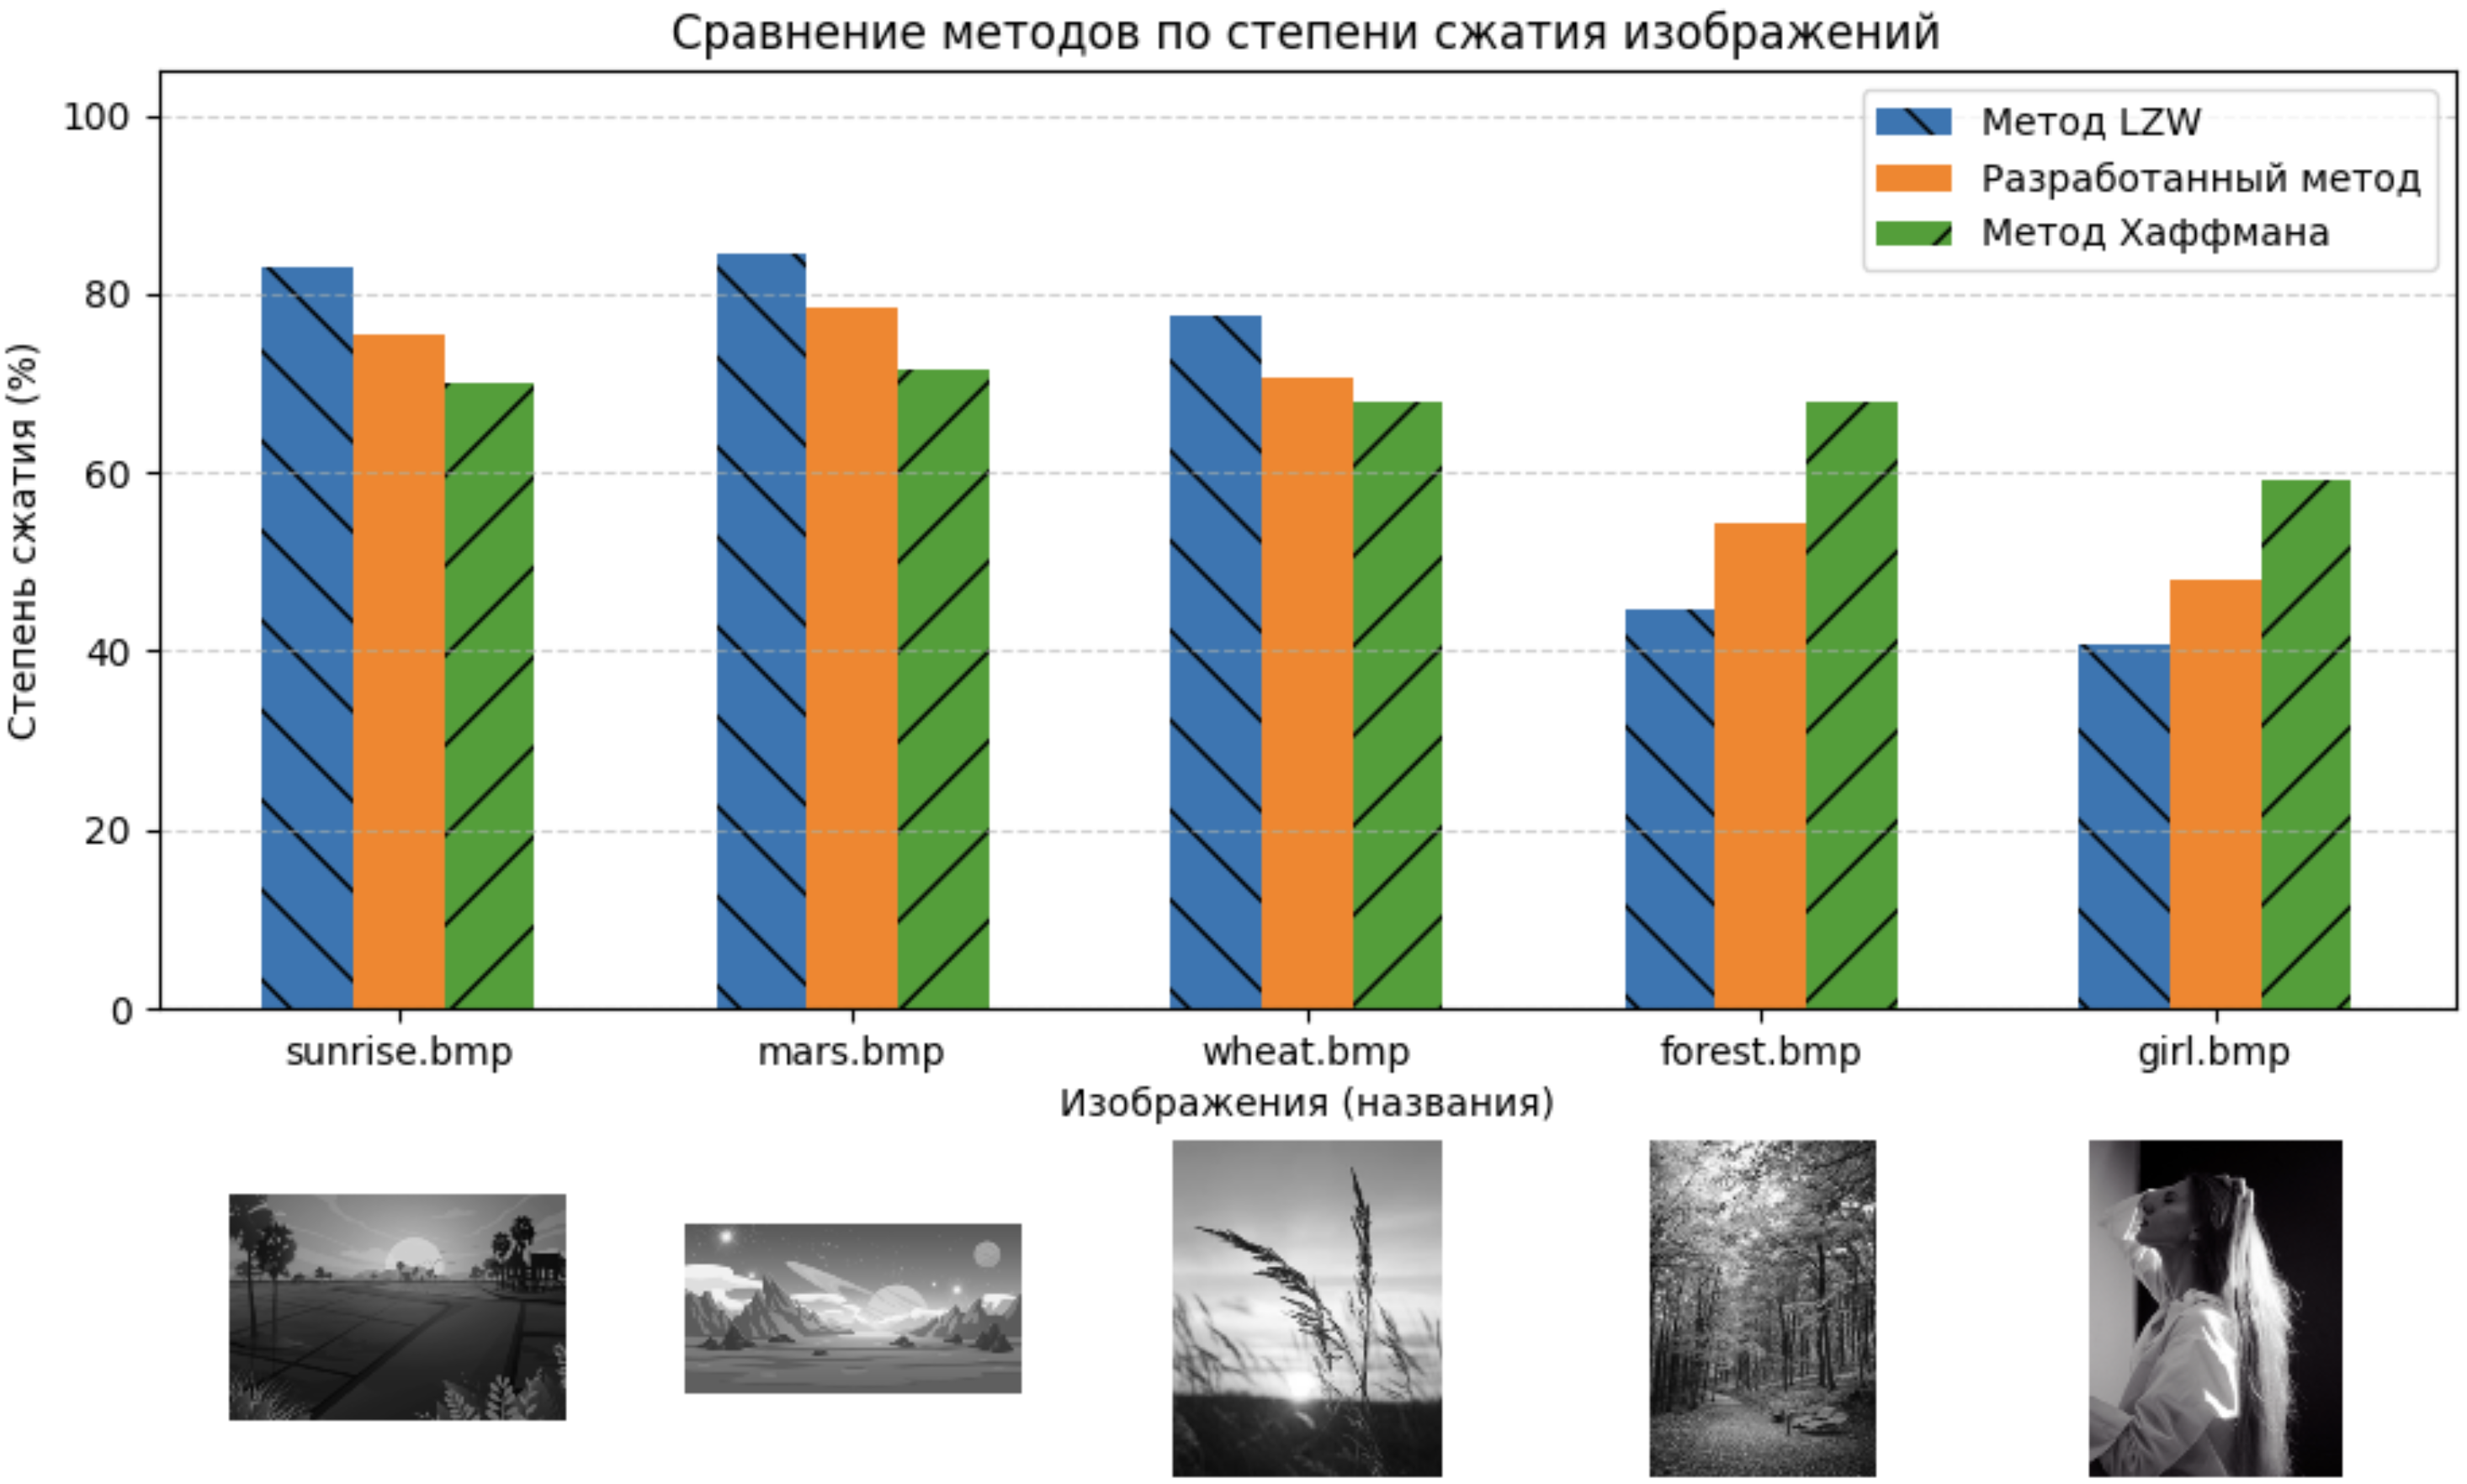 Сравнение методов по степени сжатия изображений
Степень сжатия (%)
100
80
60
40
20
0
Метод LZW
Разработанный метод
Метод Хаффмана
sunrise.bmp
mars.bmp
wheat.bmp
forest.bmp
girl.bmp
Изображения (названия)